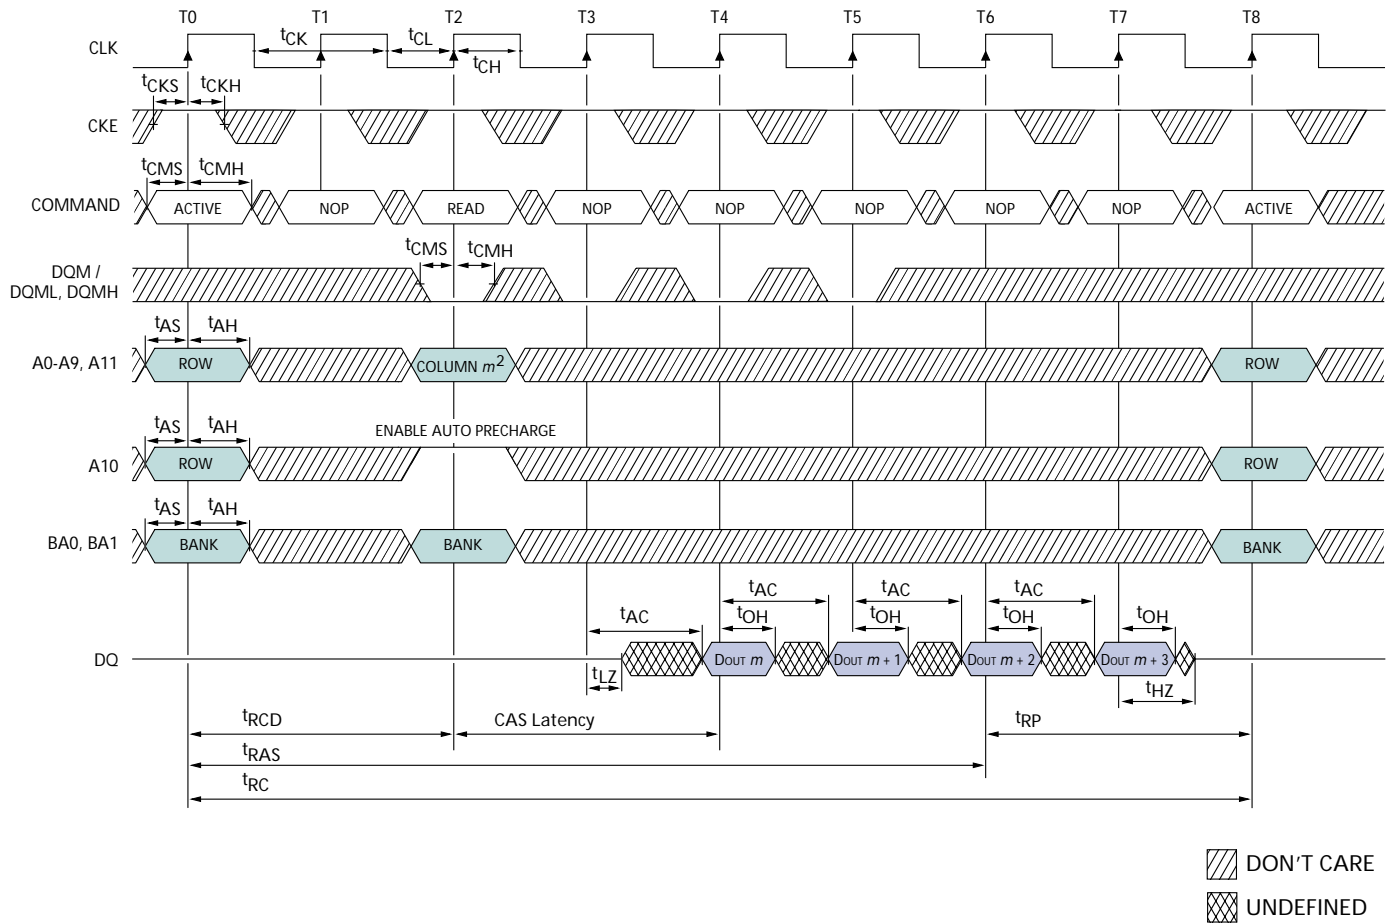 T0 T1 T2 T3 T4 T5 T6 T7 T8
CLK tCK tCL tCH
tCKS tCKH
CKE
tCMS tCMH
COMMAND ACTIVE NOP READ NOP NOP NOP NOP NOP ACTIVE
tCMS tCMH
DQM /
DQML, DQMH
tAS tAH
A0-A9, A11 ROW COLUMN m2 ROW
tAS tAH ENABLE AUTO PRECHARGE
A10 ROW ROW
tAS tAH
BA0, BA1 BANK BANK BANK
tAC tAC tAC tAC
tOH tOH tOH tOH
DQ DOUT m DOUT m + 1 DOUT m + 2 DOUT m + 3
tLZ tHZ
tRCD CAS Latency tRP
tRAS
tRC
DON'T CARE
UNDEFINED